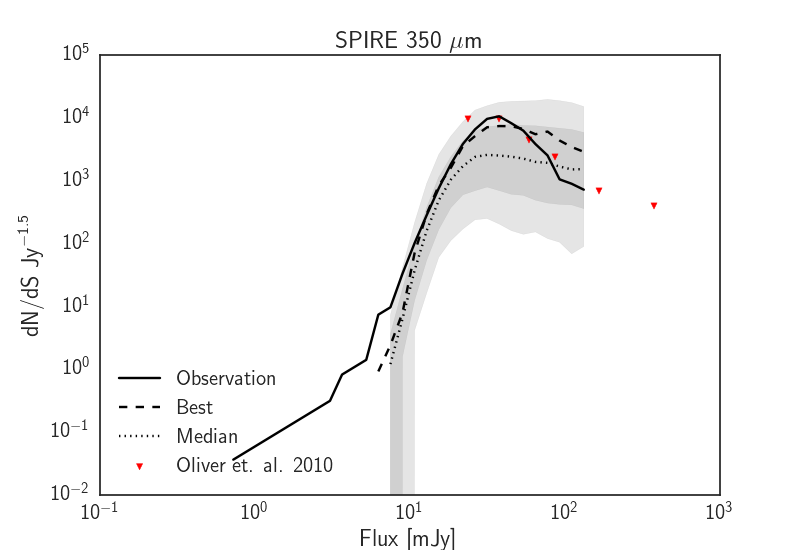 SPIRE 350 μm
10^5
10^4
10^3
10^2
10^1
10^0
10^−1
10^−2
dN/dS Jy^−1.5
Observation
Best
Median
Oliver et. al. 2010
10^−1 10^0 10^1 10^2 10^3
Flux [mJy]